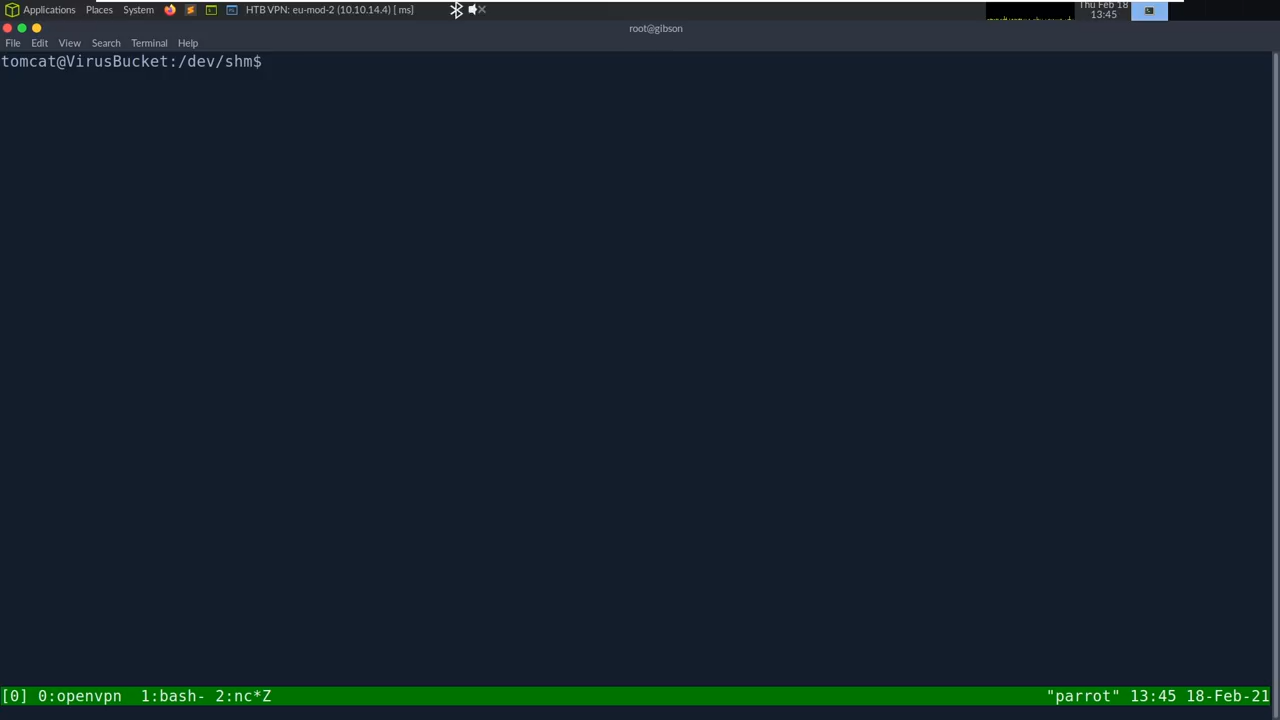 Applications Places System HTB VPN: eu-mod-2 (10.10.14.4) [ ms] Thu Feb 18
13:45
root@gibson
File Edit View Search Terminal Help
tomcat@VirusBucket:/dev/shm$
[0] 0:openvpn 1:bash- 2:nc*Z "parrot" 13:45 18-Feb-21